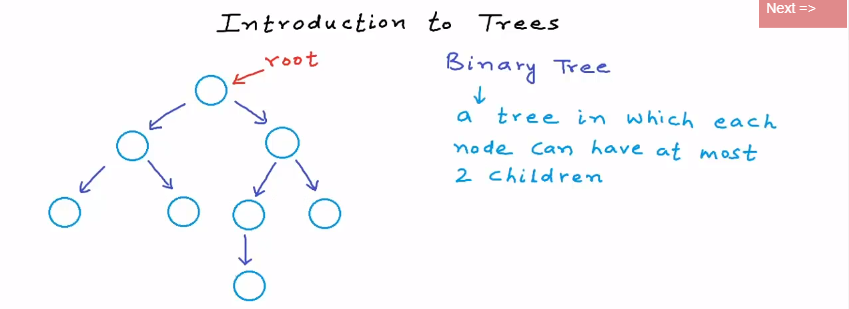 Introduction to Trees
Next =>
root
Binary Tree
a tree in which each
node can have at most
2 children